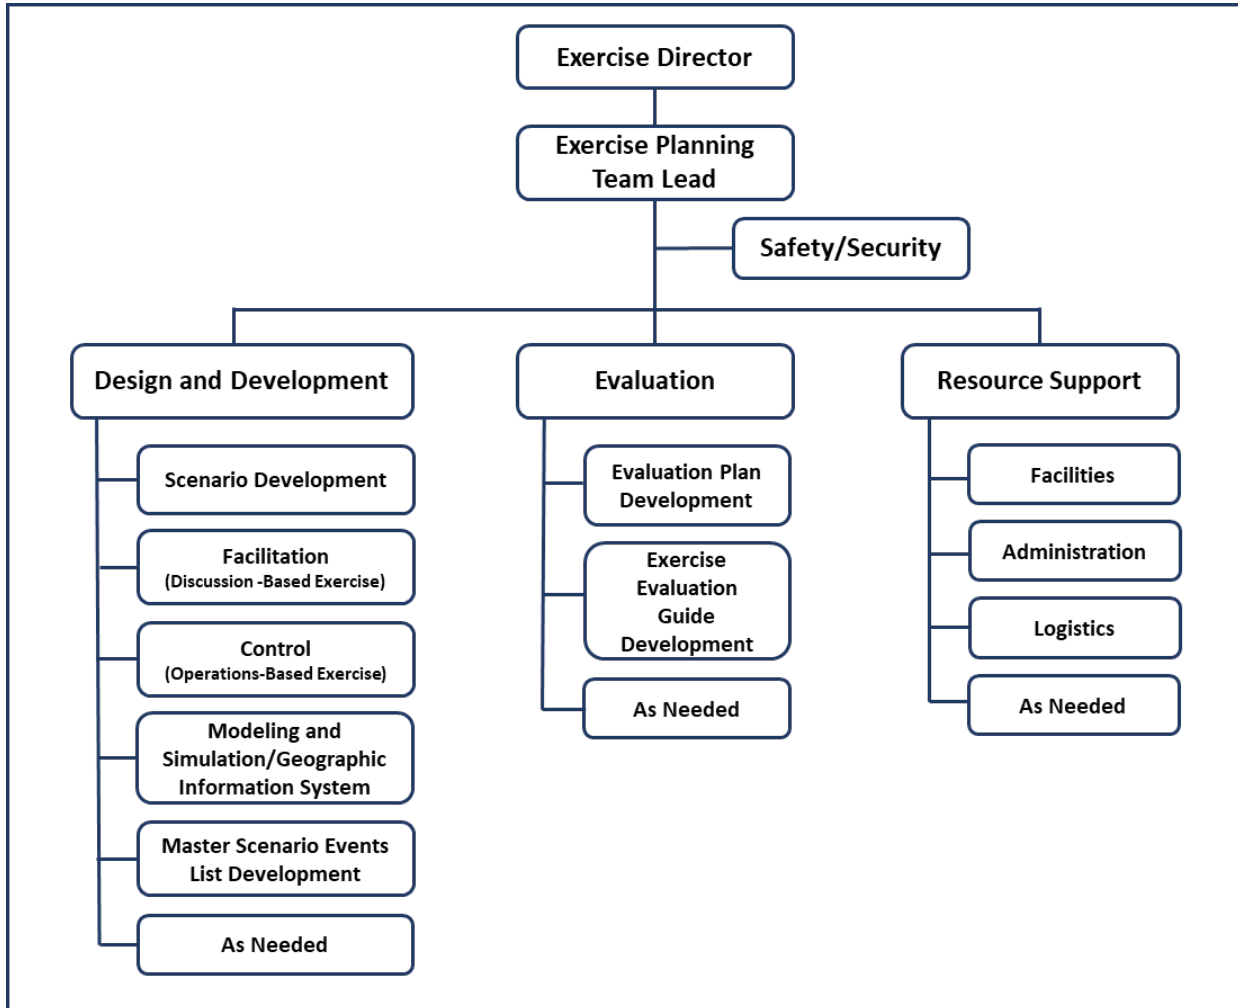 Exercise Director
Exercise Planning
Team Lead
Safety/Security
Design and Development
Scenario Development
Facilitation
(Discussion -Based Exercise)
Control
(Operations-Based Exercise)
Modeling and
Simulation/Geographic
Information System
Master Scenario Events
List Development
As Needed
Evaluation
Evaluation Plan
Development
Exercise
Evaluation
Guide
Development
As Needed
Resource Support
Facilities
Administration
Logistics
As Needed